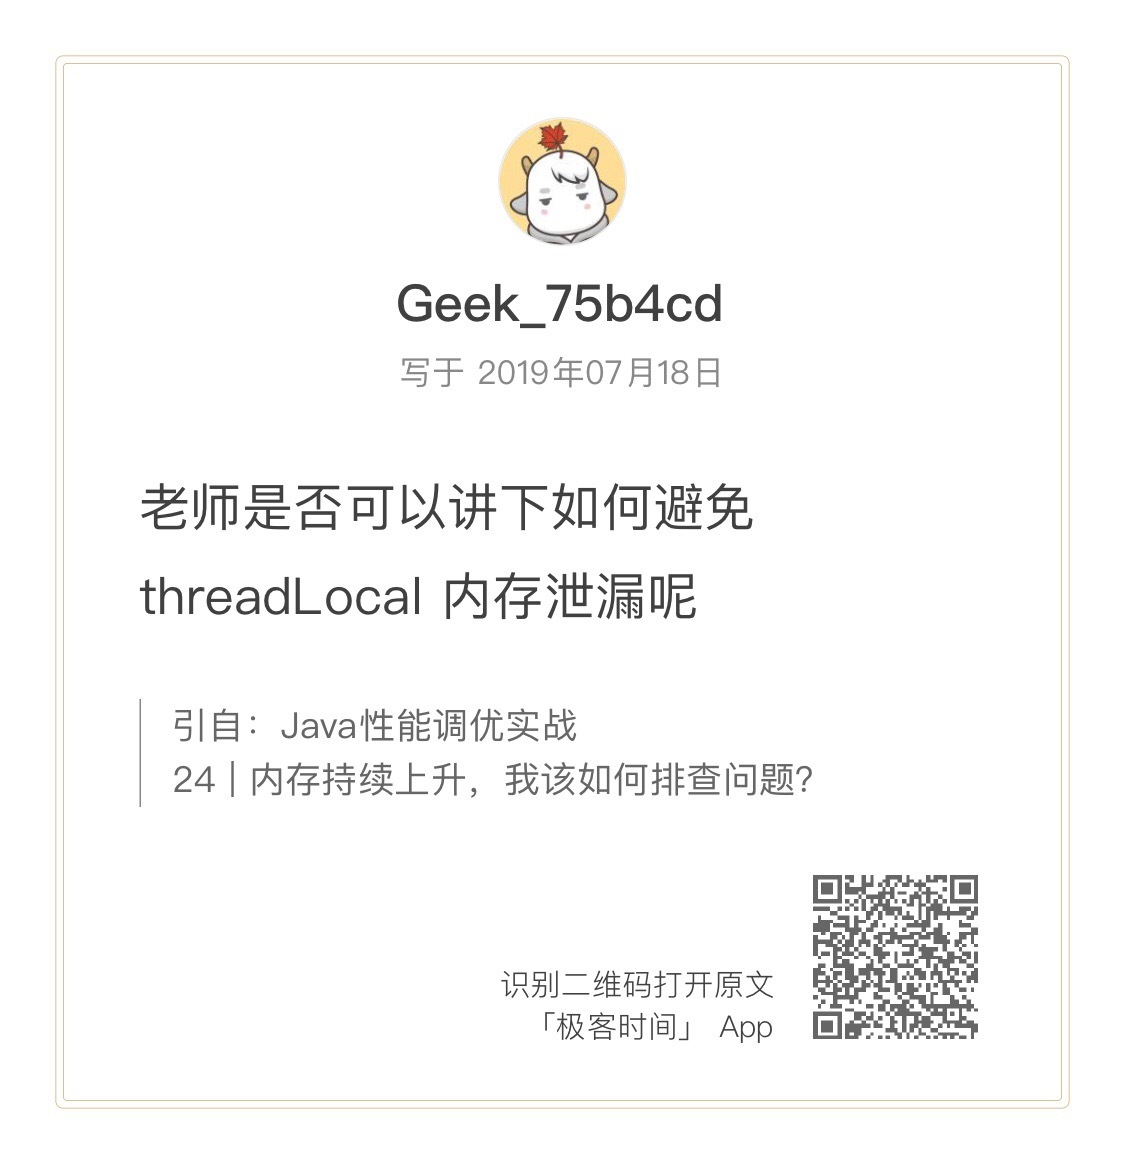 Geek_75b4cd
写于 2019年07月18日
老师是否可以讲下如何避免
threadLocal 内存泄漏呢
引自：Java性能调优实战
24 | 内存持续上升，我该如何排查问题？
识别二维码打开原文
「极客时间」 App